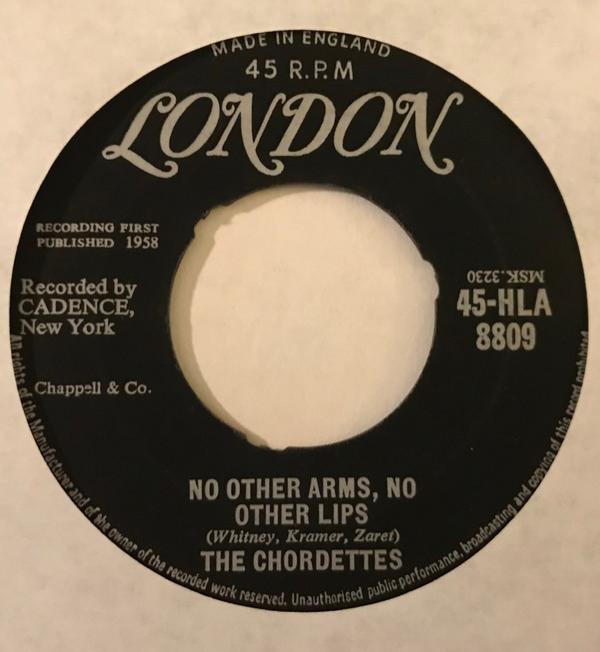 MADE IN ENGLAND
45 R.P.M
LONDON
RECORDING FIRST
PUBLISHED 1958
Recorded by
CADENCE,
New York
Chappell & Co.
MSK.3230
45-HLA
8809
NO OTHER ARMS, NO
OTHER LIPS
(Whitney, Kramer, Zaret)
THE CHORDETTES
All rights of the Manufacturer and of the owner of the recorded work reserved. Unauthorised public performance, broadcasting and copying of this record prohibited